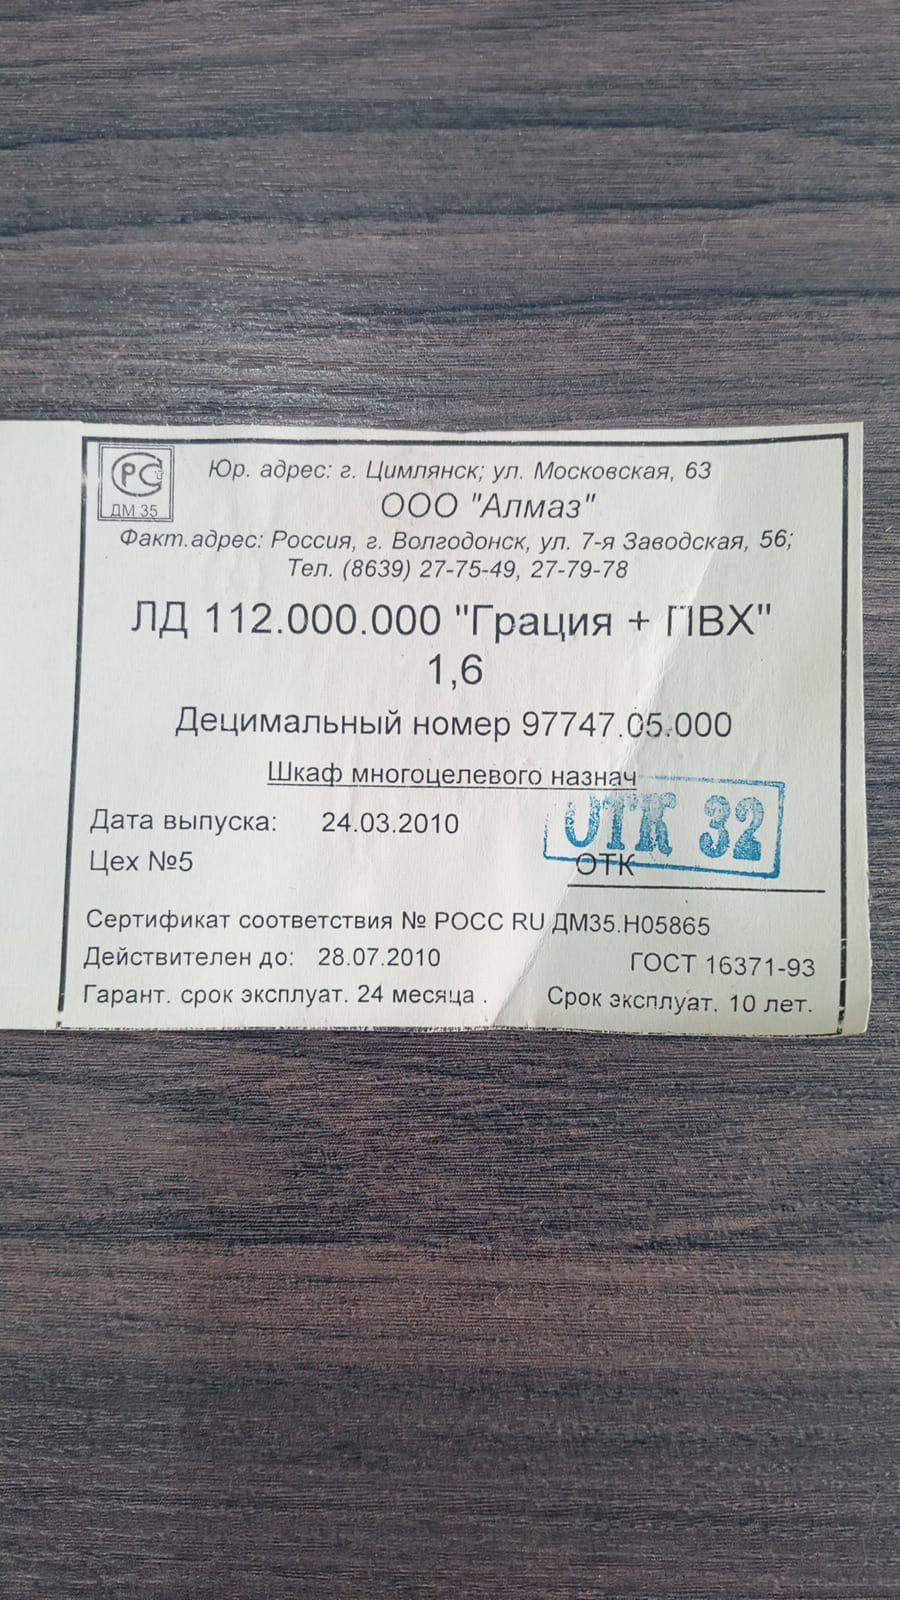 РС
ДМ 35
Юр. адрес: г. Цимлянск; ул. Московская, 63
ООО "Алмаз"
Факт.адрес: Россия, г. Волгодонск, ул. 7-я Заводская, 56;
Тел. (8639) 27-75-49, 27-79-78
ЛД 112.000.000 "Грация + ПВХ"
1,6
Децимальный номер 97747.05.000
Шкаф многоцелевого назнач
Дата выпуска: 24.03.2010
ОТК 32
Цех №5 ОТК
Сертификат соответствия № РОСС RU ДМ35.Н05865
Действителен до: 28.07.2010 ГОСТ 16371-93
Гарант. срок эксплуат. 24 месяца . Срок эксплуат. 10 лет.